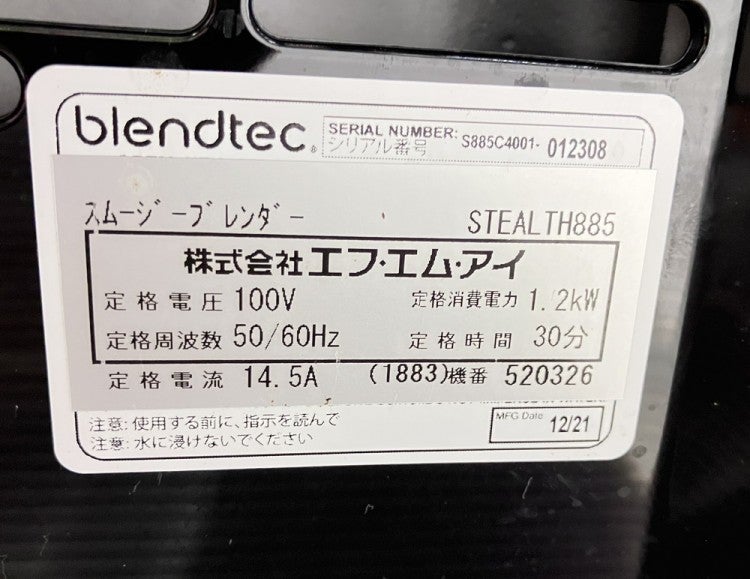 blendtec
SERIAL NUMBER:
シリアル番号
S885C4001- 012308
スムージーブレンダー STEALTH885
株式会社エフ・エム・アイ
定格電圧 100V 定格消費電力 1.2kW
定格周波数 50/60Hz 定格時間 30分
定格電流 14.5A (1883)機番 520326
注意: 使用する前に、指示を読んで
注意: 水に浸けないでください
MFG Date 12/21